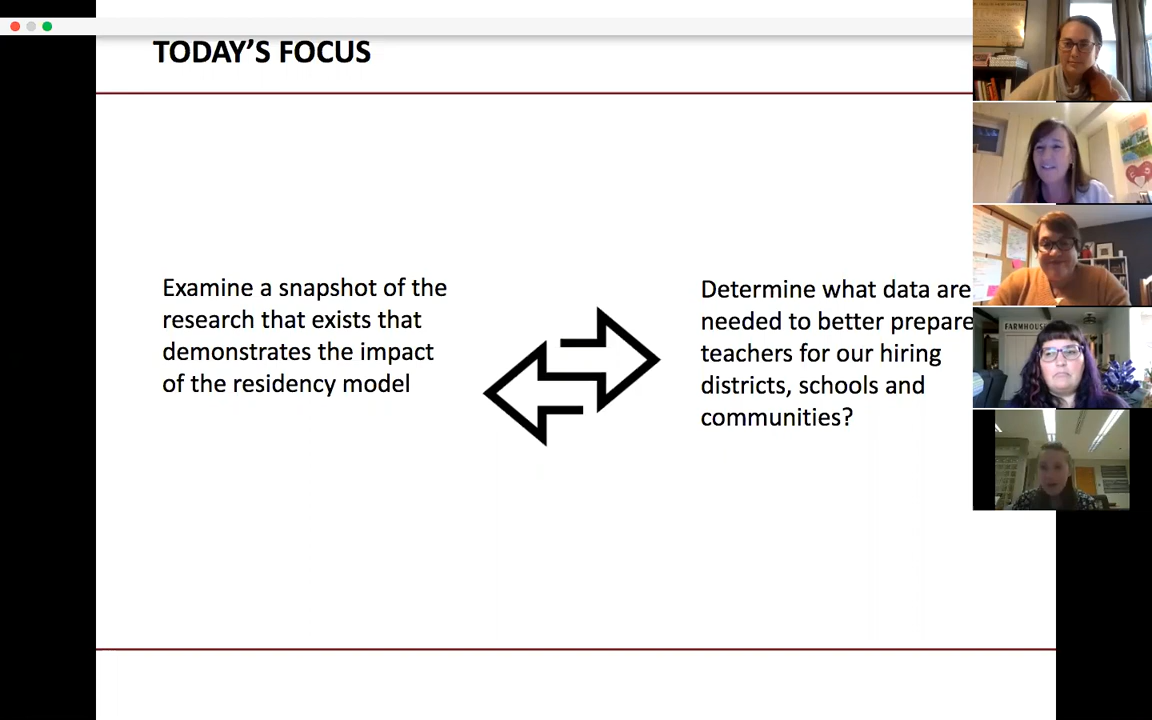 TODAY'S FOCUS
Examine a snapshot of the
research that exists that
demonstrates the impact
of the residency model
Determine what data are
needed to better prepare
teachers for our hiring
districts, schools and
communities?
FARMHOUSE